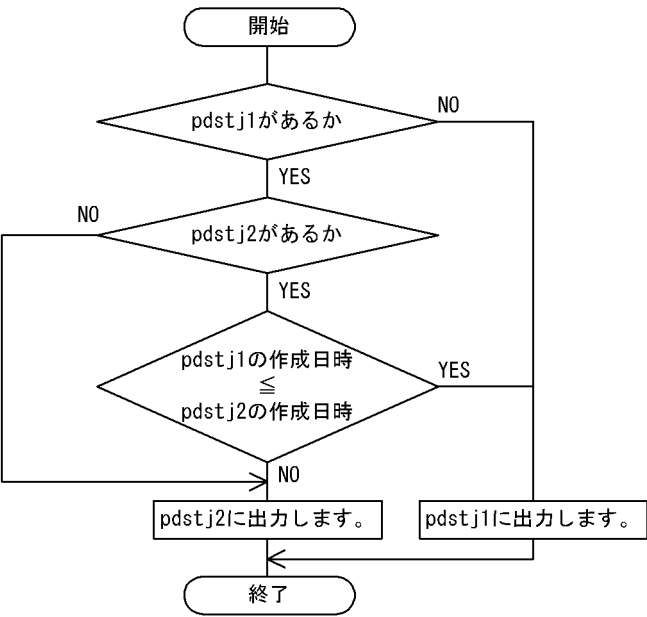 開始
pdstj1があるか
NO
YES
NO
pdstj2があるか
YES
pdstj1の作成日時
≦
pdstj2の作成日時
YES
NO
pdstj2に出力します。
pdstj1に出力します。
終了